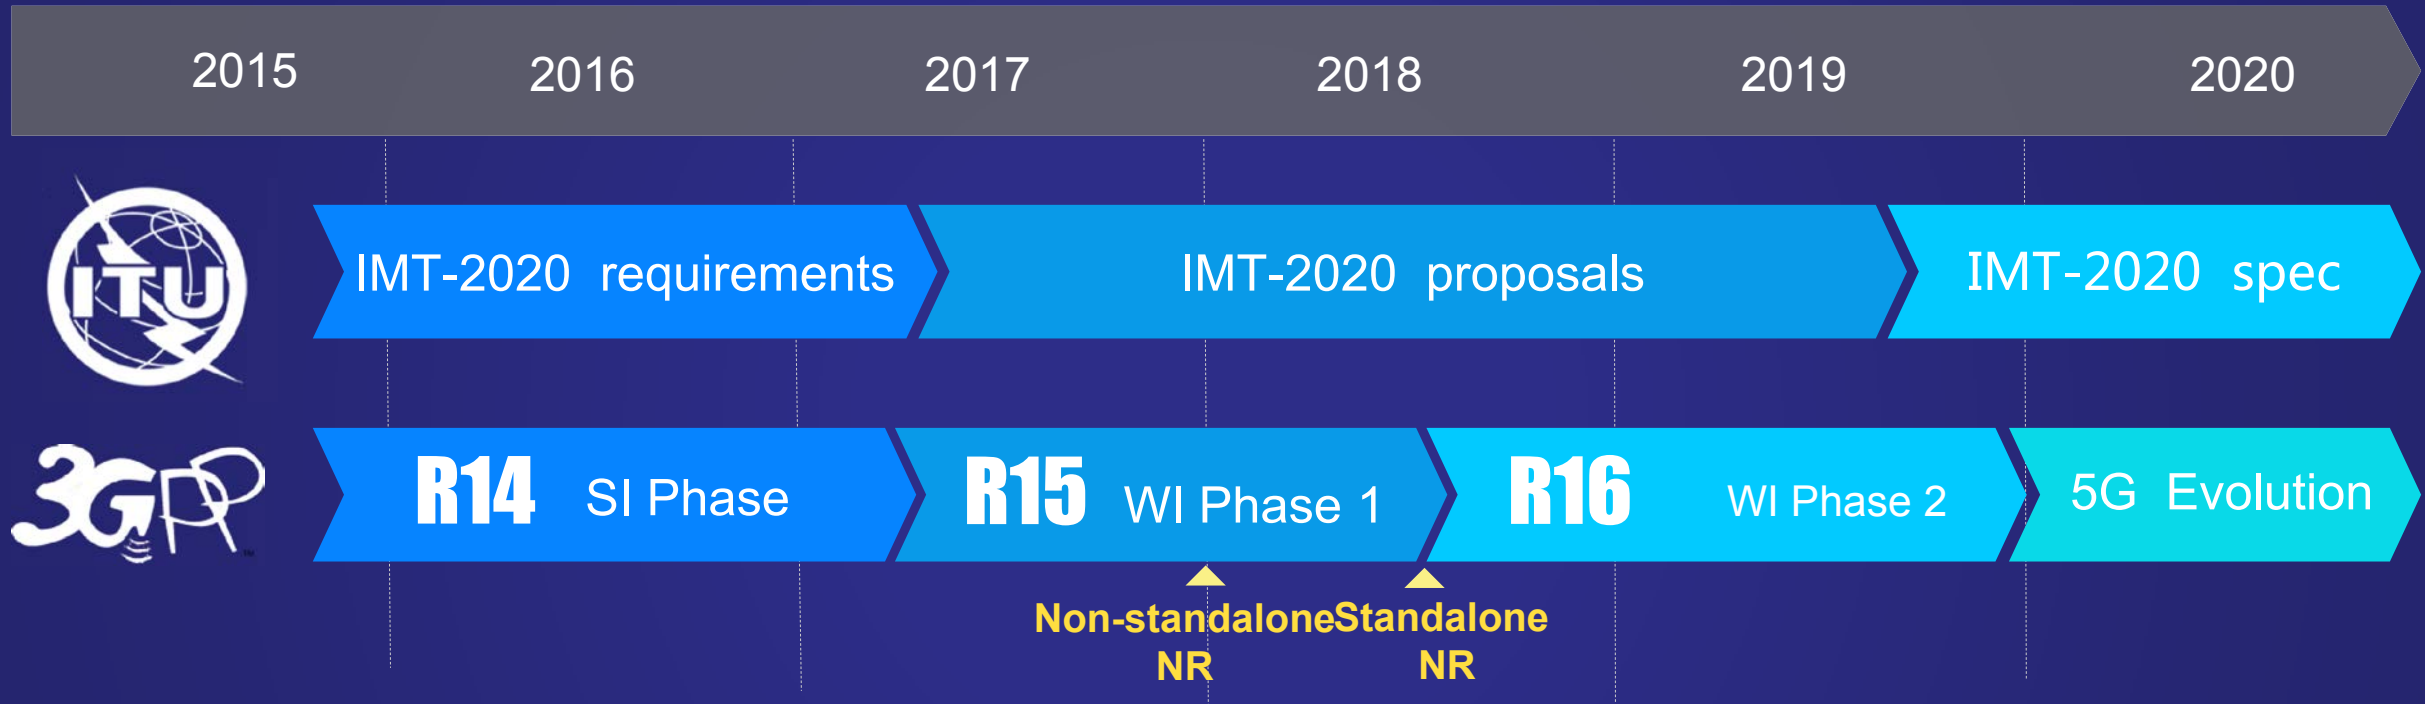 2015 2016 2017 2018 2019 2020
ITU
IMT-2020 requirements
IMT-2020 proposals
IMT-2020 spec
3GPP
R14 SI Phase
R15 WI Phase 1
R16 WI Phase 2
5G Evolution
Non-standalone
NR
Standalone
NR